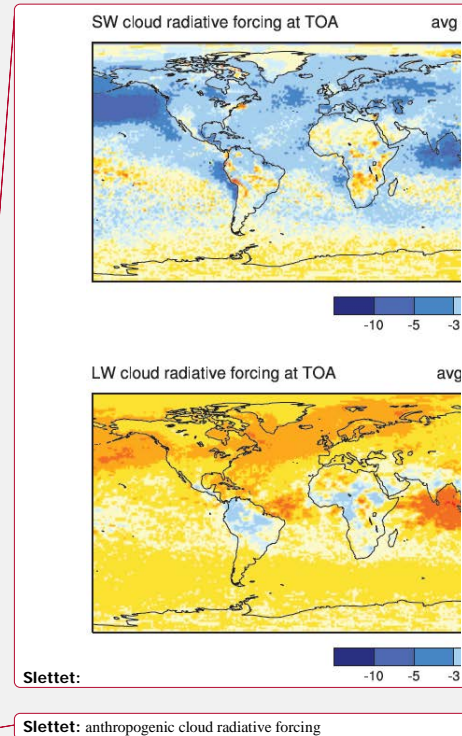 SW cloud radiative forcing at TOA avg
-10 -5 -3
LW cloud radiative forcing at TOA avg
-10 -5 -3
Slettet:
Slettet: anthropogenic cloud radiative forcing